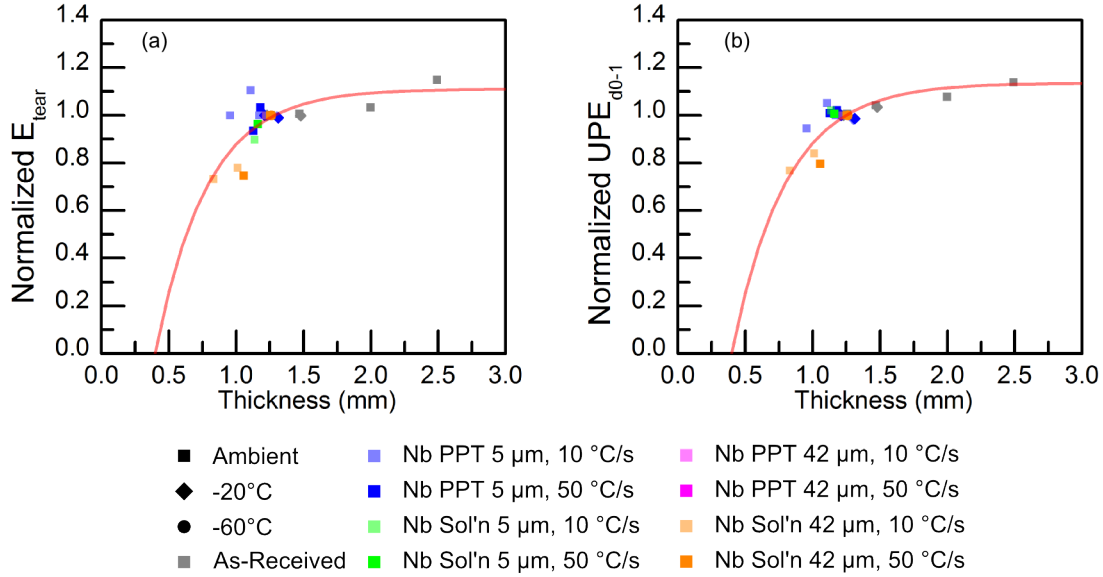 (a)
Normalized E_tear
1.4
1.2
1.0
0.8
0.6
0.4
0.2
0.0
0.0 0.5 1.0 1.5 2.0 2.5 3.0
Thickness (mm)
(b)
Normalized UPE_d0-1
1.4
1.2
1.0
0.8
0.6
0.4
0.2
0.0
0.0 0.5 1.0 1.5 2.0 2.5 3.0
Thickness (mm)
Ambient
-20°C
-60°C
As-Received
Nb PPT 5 µm, 10 °C/s
Nb PPT 5 µm, 50 °C/s
Nb Sol'n 5 µm, 10 °C/s
Nb Sol'n 5 µm, 50 °C/s
Nb PPT 42 µm, 10 °C/s
Nb PPT 42 µm, 50 °C/s
Nb Sol'n 42 µm, 10 °C/s
Nb Sol'n 42 µm, 50 °C/s